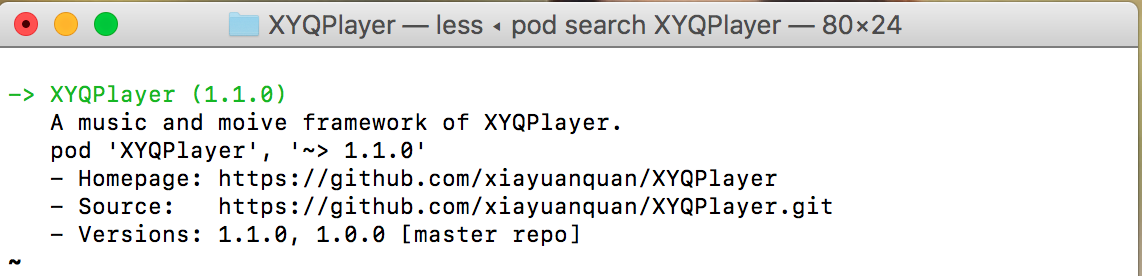 XYQPlayer — less ◂ pod search XYQPlayer — 80×24
-> XYQPlayer (1.1.0)
A music and moive framework of XYQPlayer.
pod 'XYQPlayer', '~> 1.1.0'
- Homepage: https://github.com/xiayuanquan/XYQPlayer
- Source:   https://github.com/xiayuanquan/XYQPlayer.git
- Versions: 1.1.0, 1.0.0 [master repo]
~